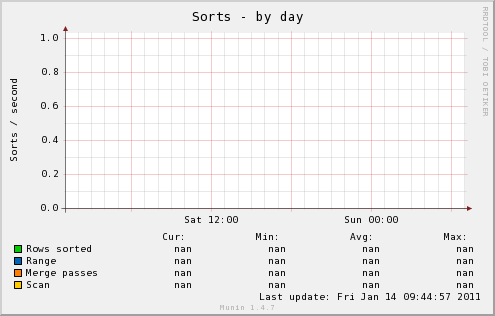 Sorts - by day
RRDTOOL / TOBI OETIKER
Sorts / second
1.0
0.8
0.6
0.4
0.2
0.0
Sat 12:00 Sun 00:00
Cur: Min: Avg: Max:
Rows sorted nan nan nan nan
Range nan nan nan nan
Merge passes nan nan nan nan
Scan nan nan nan nan
Last update: Fri Jan 14 09:44:57 2011
Munin 1.4.7